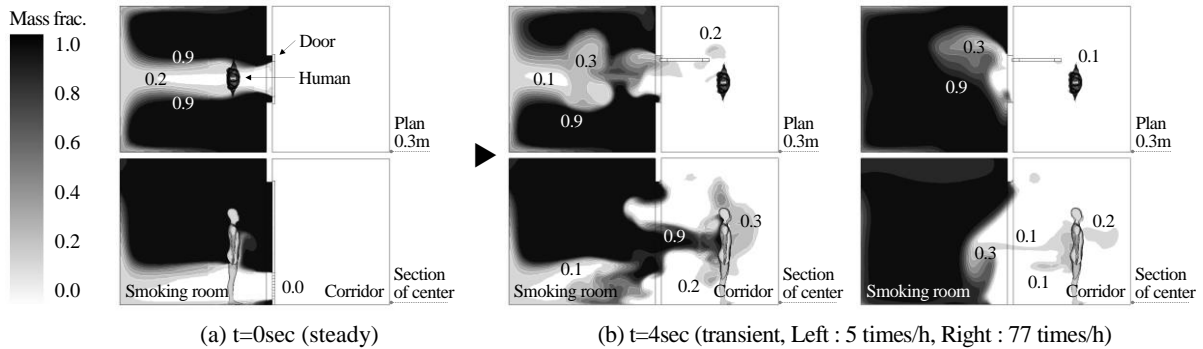 Mass frac.
1.0
0.8
0.6
0.4
0.2
0.0
0.9
0.2
0.9
Door
Human
Plan
0.3m
Smoking room
0.0
Corridor
Section
of center
(a) t=0sec (steady)
0.3
0.1
0.9
0.2
Plan
0.3m
0.1
Smoking room
0.9
0.3
0.2
Corridor
Section
of center
0.3
0.9
0.1
Plan
0.3m
0.3
Smoking room
0.1
0.2
0.1
Corridor
Section
of center
(b) t=4sec (transient, Left : 5 times/h, Right : 77 times/h)